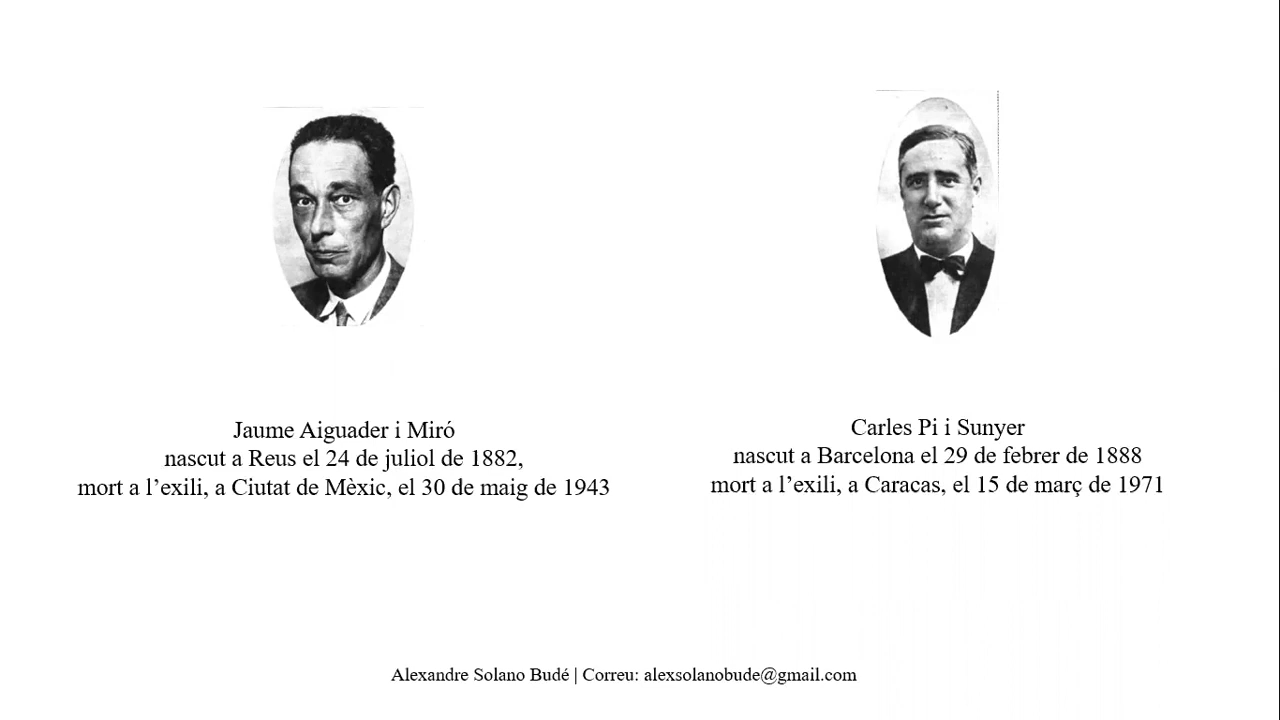 Jaume Aiguader i Miró
nascut a Reus el 24 de juliol de 1882,
mort a l’exili, a Ciutat de Mèxic, el 30 de maig de 1943
Carles Pi i Sunyer
nascut a Barcelona el 29 de febrer de 1888
mort a l’exili, a Caracas, el 15 de març de 1971
Alexandre Solano Budé | Correu: alexsolanobude@gmail.com